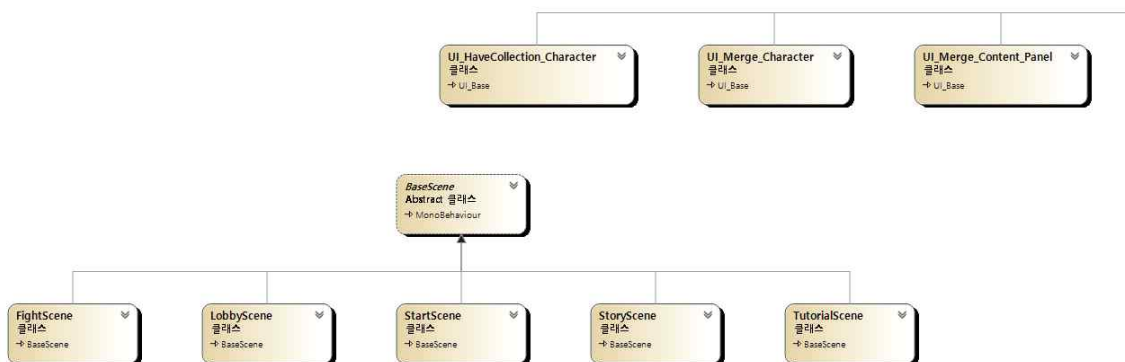 UI_HaveCollection_Character
클래스
UI_Base
UI_Merge_Character
클래스
UI_Base
UI_Merge_Content_Panel
클래스
UI_Base
BaseScene
Abstract 클래스
MonoBehaviour
FightScene
클래스
BaseScene
LobbyScene
클래스
BaseScene
StartScene
클래스
BaseScene
StoryScene
클래스
BaseScene
TutorialScene
클래스
BaseScene